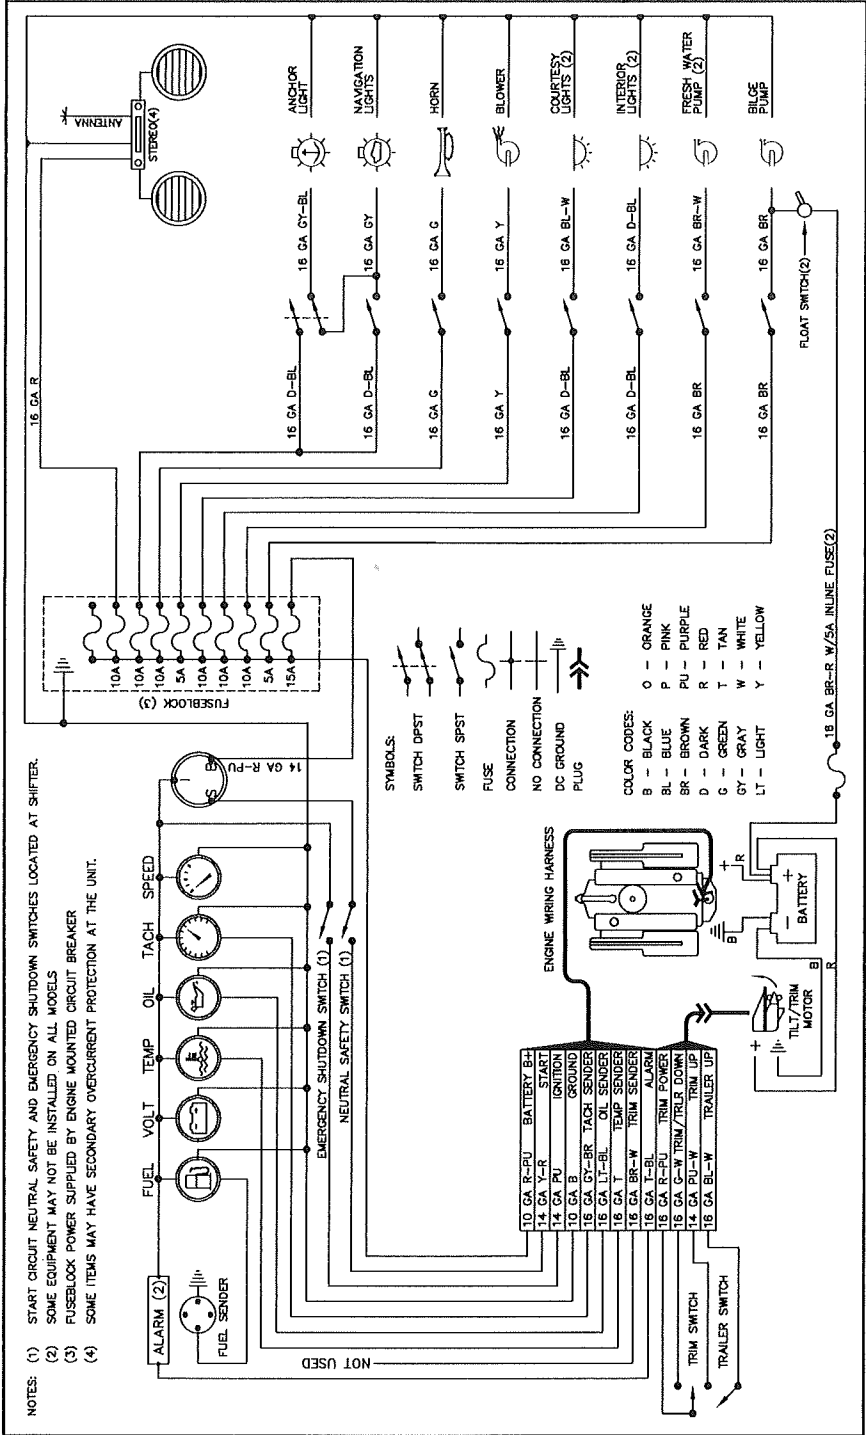 NOTES: (1) START CIRCUIT NEUTRAL SAFETY AND EMERGENCY SHUTDOWN SWITCHES LOCATED AT SHIFTER.
(2) SOME EQUIPMENT MAY NOT BE INSTALLED ON ALL MODELS
(3) FUSEBLOCK POWER SUPPLIED BY ENGINE MOUNTED CIRCUIT BREAKER
(4) SOME ITEMS MAY HAVE SECONDARY OVERCURRENT PROTECTION AT THE UNIT.
ALARM (2)
FUEL
VOLT
TEMP
OIL
TACH
SPEED
I
S
B
14 GA R-PU
FUEL SENDER
NOT USED
EMERGENCY SHUTDOWN SWITCH (1)
NEUTRAL SAFETY SWITCH (1)
FUSEBLOCK (3)
10A
10A
10A
5A
10A
10A
10A
5A
15A
16 GA R
ANTENNA
STEREO(4)
10 GA R-PU BATTERY B+
14 GA Y-R START
14 GA PU IGNITION
10 GA B GROUND
16 GA GY-BR TACH SENDER
16 GA LT-BL OIL SENDER
16 GA T TEMP SENDER
16 GA BR-W TRIM SENDER
16 GA T-BL ALARM
16 GA R-PU TRIM POWER
16 GA G-W TRIM/TRLR DOWN
14 GA PU-W TRIM UP
16 GA BL-W TRAILER UP
TRIM SWITCH
TRAILER SWITCH
ENGINE WIRING HARNESS
TILT/TRIM
MOTOR
+
B
R
B
R
+
- +
BATTERY
SYMBOLS:
SWITCH DPST
SWITCH SPST
FUSE
CONNECTION
NO CONNECTION
DC GROUND
PLUG
COLOR CODES:
B - BLACK O - ORANGE
BL - BLUE P - PINK
BR - BROWN PU - PURPLE
D - DARK R - RED
G - GREEN T - TAN
GY - GRAY W - WHITE
LT - LIGHT Y - YELLOW
16 GA D-BL 16 GA GY-BL ANCHOR
LIGHT
16 GA D-BL 16 GA GY NAVIGATION
LIGHTS
16 GA G 16 GA G HORN
16 GA Y 16 GA Y BLOWER
16 GA D-BL 16 GA BL-W COURTESY
LIGHTS (2)
16 GA D-BL 16 GA D-BL INTERIOR
LIGHTS (2)
16 GA BR 16 GA BR-W FRESH WATER
PUMP (2)
16 GA BR 16 GA BR BILGE
PUMP
FLOAT SWITCH(2)
16 GA BR-R W/5A INLINE FUSE(2)